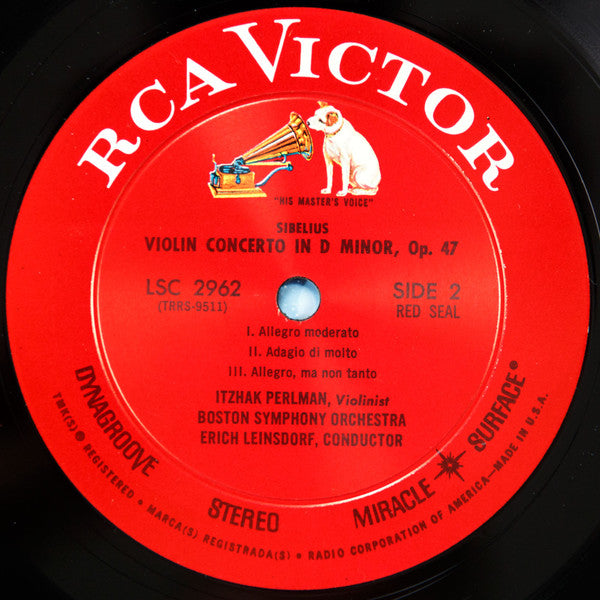 RCA VICTOR
"HIS MASTER'S VOICE"
SIBELIUS
VIOLIN CONCERTO IN D MINOR, Op. 47
LSC 2962
(TRRS-9511)
SIDE 2
RED SEAL
I. Allegro moderato
II. Adagio di molto
III. Allegro, ma non tanto
ITZHAK PERLMAN, Violinist
BOSTON SYMPHONY ORCHESTRA
ERICH LEINSDORF, CONDUCTOR
DYNAGROOVE
STEREO
MIRACLE SURFACE®
TMK(S) ® REGISTERED • MARCA(S) REGISTRADA(S) • RADIO CORPORATION OF AMERICA—MADE IN U.S.A.